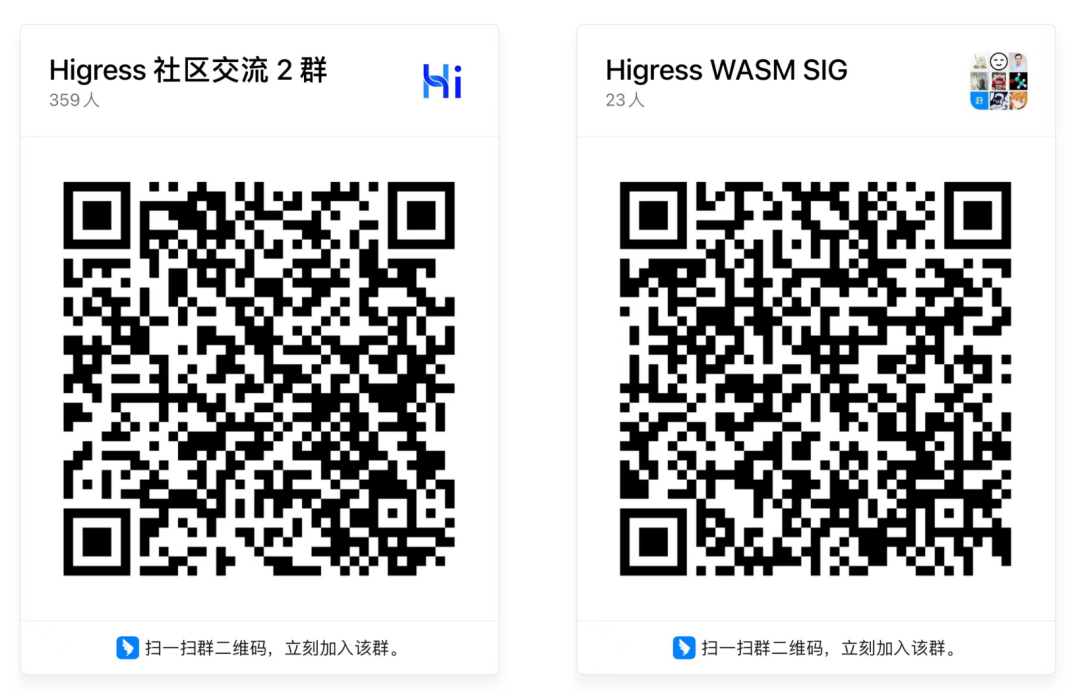 Higress 社区交流 2 群
359 人
Hi
扫一扫群二维码，立刻加入该群。
Higress WASM SIG
23 人
扫一扫群二维码，立刻加入该群。